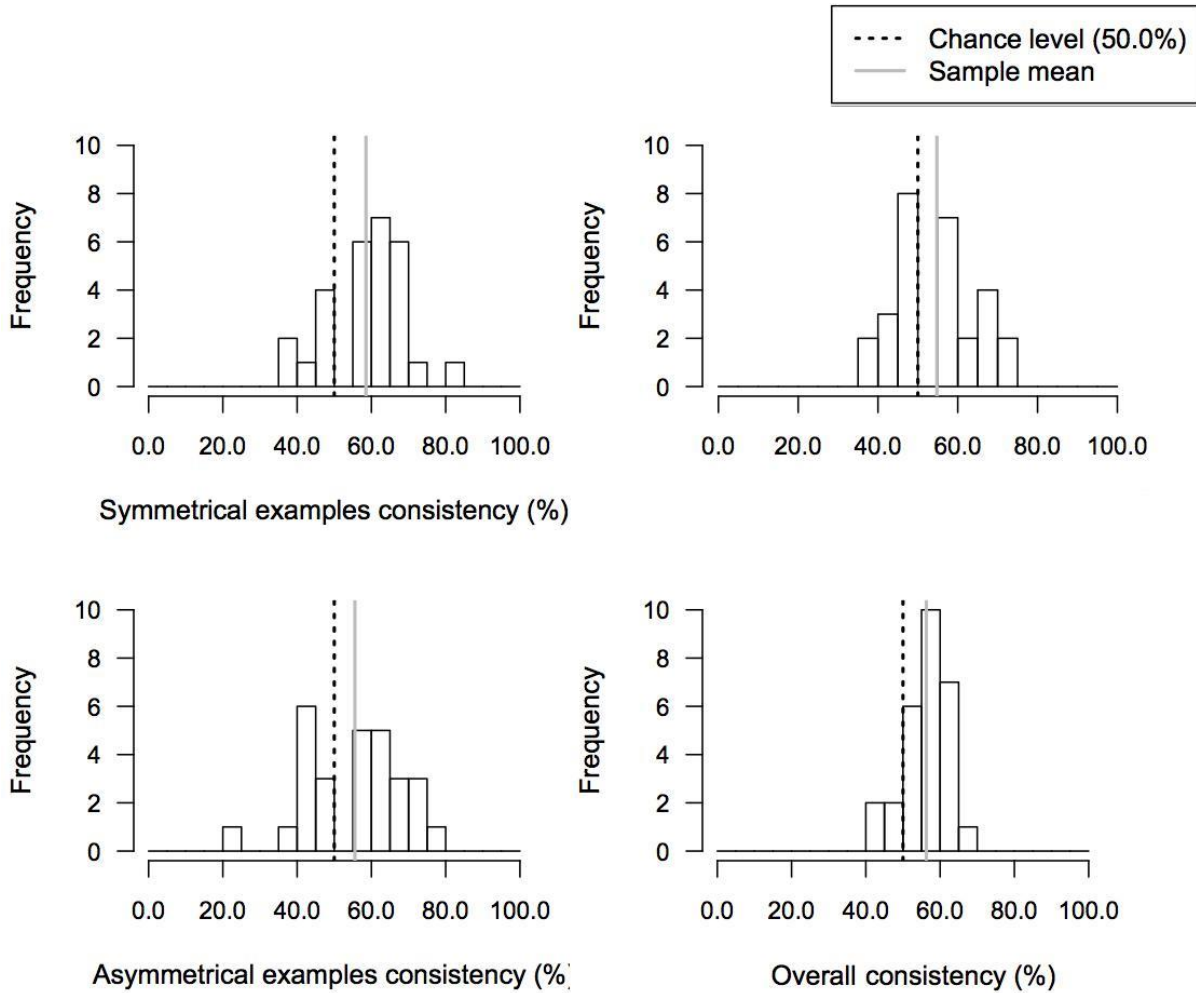 Chance level (50.0%)
Sample mean
Frequency
10
8
6
4
2
0
0.0 20.0 40.0 60.0 80.0 100.0
Symmetrical examples consistency (%)
Frequency
10
8
6
4
2
0
0.0 20.0 40.0 60.0 80.0 100.0
Frequency
10
8
6
4
2
0
0.0 20.0 40.0 60.0 80.0 100.0
Asymmetrical examples consistency (%)
Frequency
10
8
6
4
2
0
0.0 20.0 40.0 60.0 80.0 100.0
Overall consistency (%)